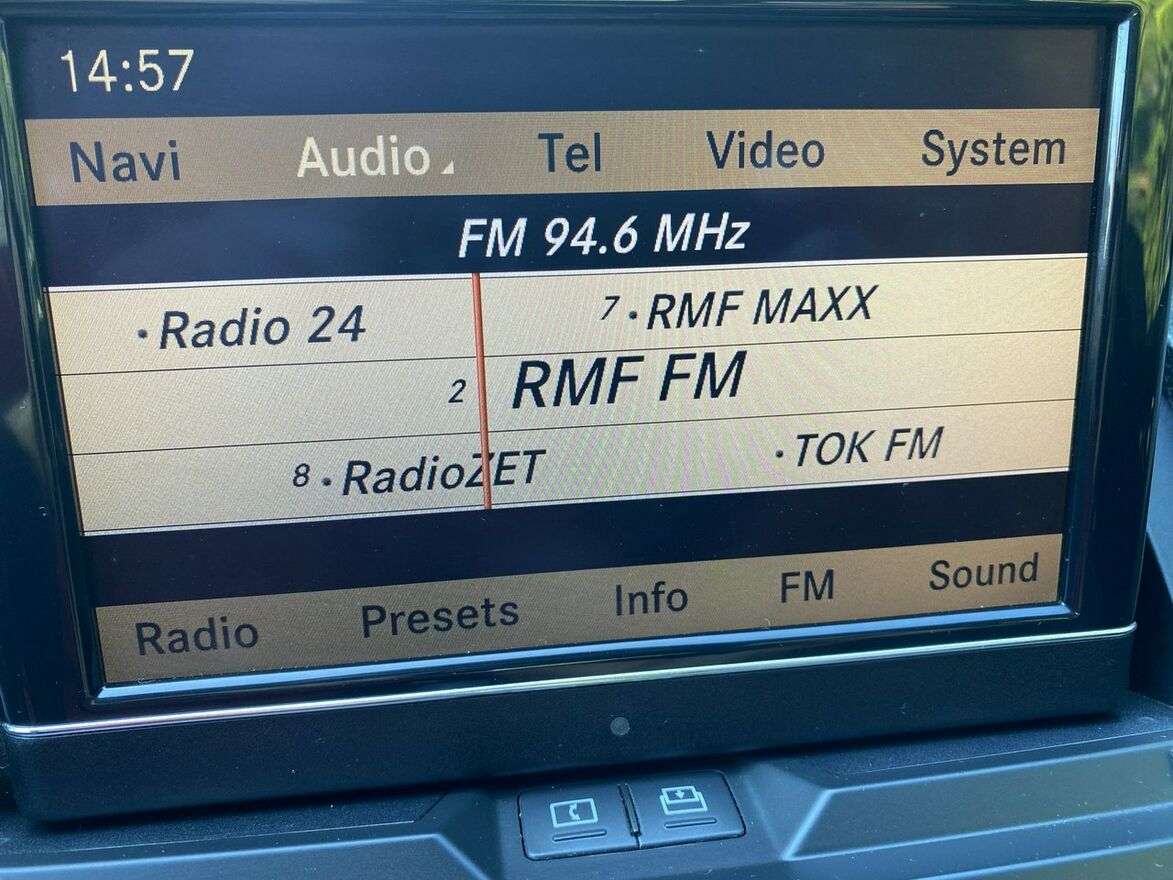 14:57
Navi Audio Tel Video System
FM 94.6 MHz
·Radio 24 7 ·RMF MAXX
2 RMF FM
8 ·RadioZET ·TOK FM
Radio Presets Info FM Sound